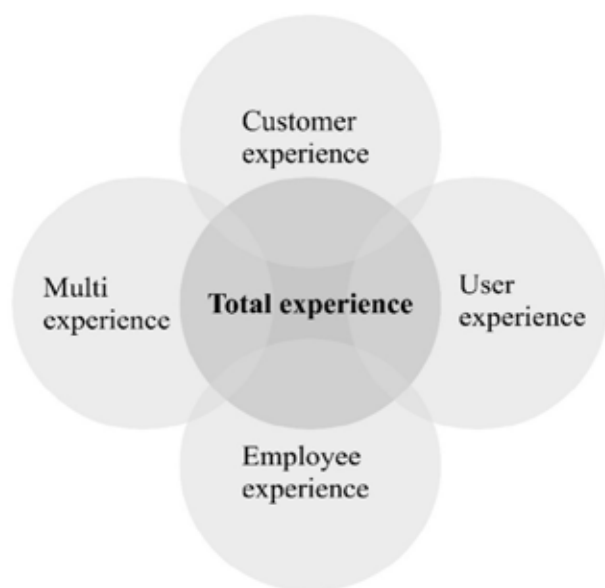 Customer
experience
Multi
experience
Total experience
User
experience
Employee
experience